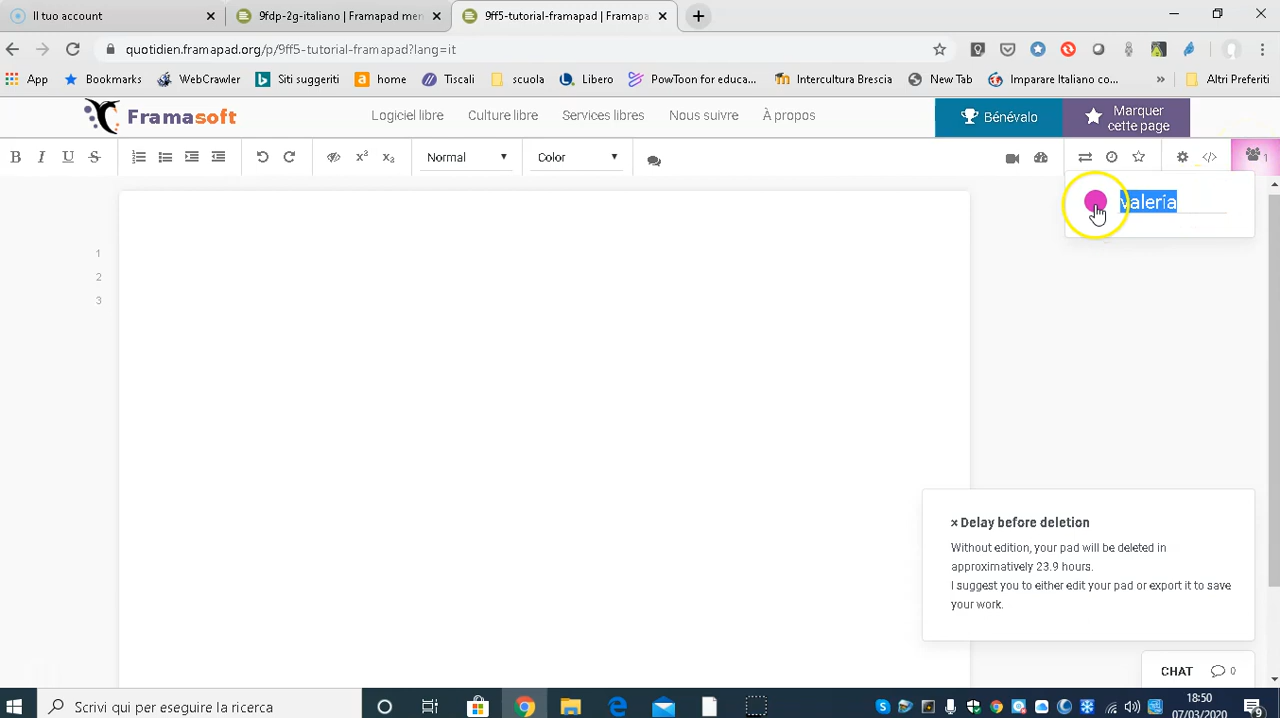 Il tuo account
9fdp-2g-italiano | Framapad men
9ff5-tutorial-framapad | Framapa
quotidien.framapad.org/p/9ff5-tutorial-framapad?lang=it
App Bookmarks WebCrawler Siti suggeriti home Tiscali scuola Libero PowToon for educa... Intercultura Brescia New Tab Imparare Italiano co... » Altri Preferiti
Framasoft Logiciel libre Culture libre Services libres Nous suivre À propos Bénévolo Marquer cette page
B I U S Normal Color 1
valeria
1
2
3
× Delay before deletion
Without edition, your pad will be deleted in
approximately 23.9 hours.
I suggest you to either edit your pad or export it to save
your work.
CHAT 0
Scrivi qui per eseguire la ricerca
18:50
07/03/2020
9